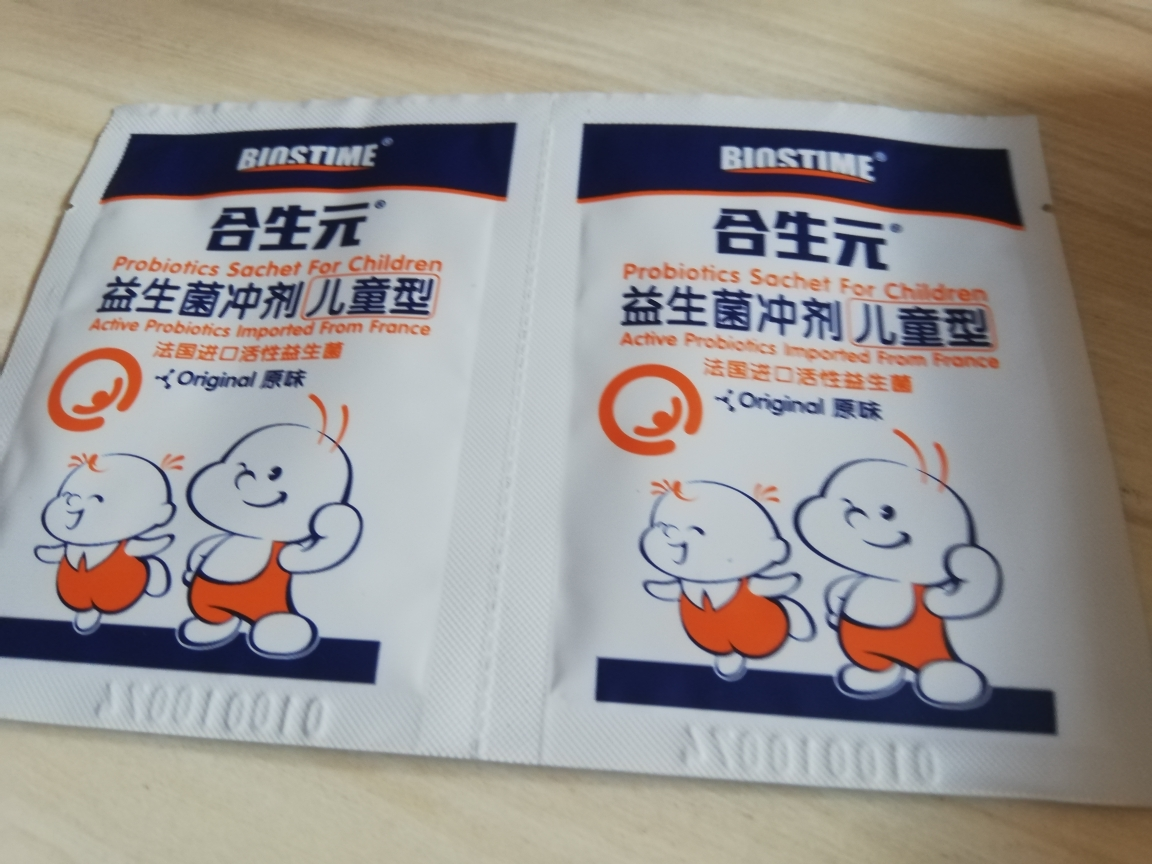 BIOSTIME®
合生元®
Probiotics Sachet For Children
益生菌冲剂 儿童型
Active Probiotics Imported From France
法国进口活性益生菌
Original 原味
BIOSTIME®
合生元®
Probiotics Sachet For Children
益生菌冲剂 儿童型
Active Probiotics Imported From France
法国进口活性益生菌
Original 原味